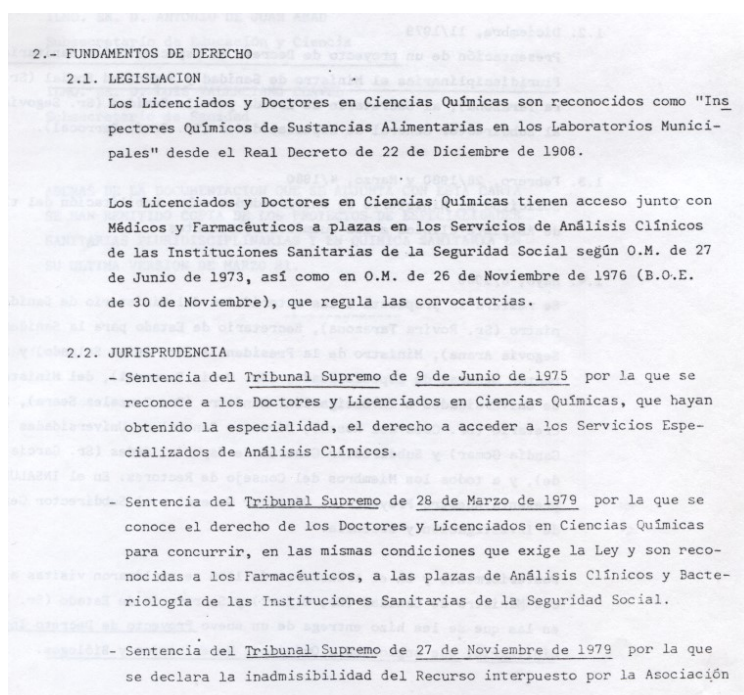 2.- FUNDAMENTOS DE DERECHO
2.1. LEGISLACION
Los Licenciados y Doctores en Ciencias Químicas son reconocidos como "Ins
pectores Químicos de Sustancias Alimentarias en los Laboratorios Munici-
pales" desde el Real Decreto de 22 de Diciembre de 1908.
Los Licenciados y Doctores en Ciencias Químicas tienen acceso junto con
Médicos y Farmacéuticos a plazas en los Servicios de Análisis Clínicos
de las Instituciones Sanitarias de la Seguridad Social según O.M. de 27
de Junio de 1973, así como en O.M. de 26 de Noviembre de 1976 (B.O.E.
de 30 de Noviembre), que regula las convocatorias.
2.2. JURISPRUDENCIA
- Sentencia del Tribunal Supremo de 9 de Junio de 1975 por la que se
reconoce a los Doctores y Licenciados en Ciencias Químicas, que hayan
obtenido la especialidad, el derecho a acceder a los Servicios Espe-
cializados de Análisis Clínicos.
- Sentencia del Tribunal Supremo de 28 de Marzo de 1979 por la que se
conoce el derecho de los Doctores y Licenciados en Ciencias Químicas
para concurrir, en las mismas condiciones que exige la Ley y son reco-
nocidas a los Farmacéuticos, a las plazas de Análisis Clínicos y Bacte-
riología de las Instituciones Sanitarias de la Seguridad Social.
- Sentencia del Tribunal Supremo de 27 de Noviembre de 1979 por la que
se declara la inadmisibilidad del Recurso interpuesto por la Asociación